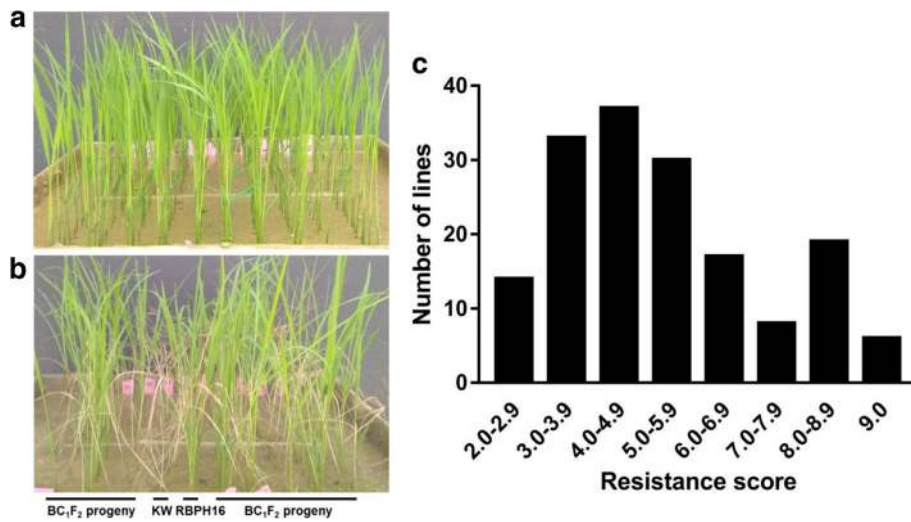 a
b
BC₁F₂ progeny KW RBPH16 BC₁F₂ progeny
c
Number of lines
40
30
20
10
0
2.0-2.9
3.0-3.9
4.0-4.9
5.0-5.9
6.0-6.9
7.0-7.9
8.0-8.9
9.0
Resistance score